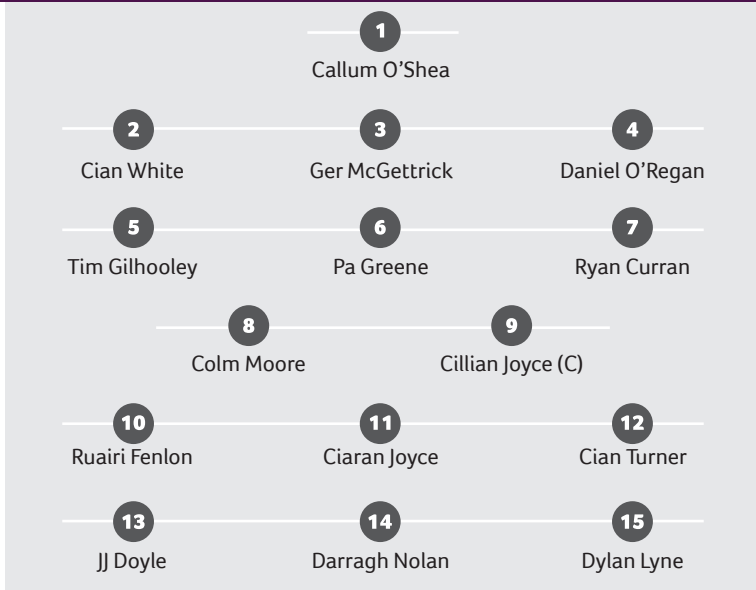 1
Callum O’Shea
2 3 4
Cian White Ger McGettrick Daniel O’Regan
5 6 7
Tim Gilhooley Pa Greene Ryan Curran
8 9
Colm Moore Cillian Joyce (C)
10 11 12
Ruairi Fenlon Ciaran Joyce Cian Turner
13 14 15
JJ Doyle Darragh Nolan Dylan Lyne